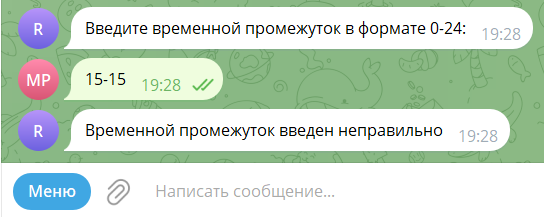 R
Введите временной промежуток в формате 0-24:
19:28
MP
15-15
19:28
R
Временной промежуток введен неправильно
19:28
Меню
Написать сообщение...